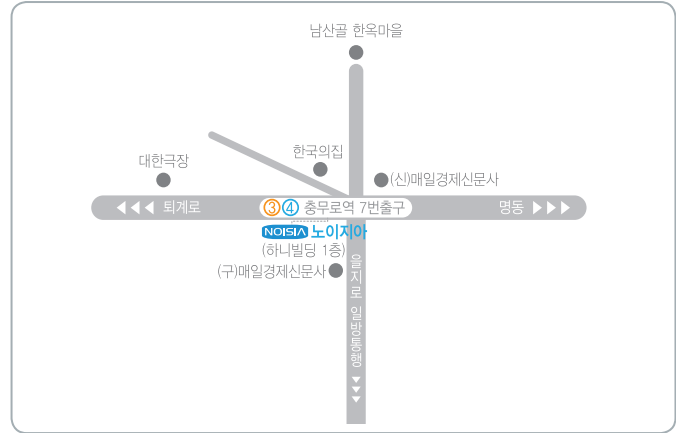 남산골 한옥마을
한국의집
대한극장
(신)매일경제신문사
퇴계로
③④ 충무로역 7번출구
명동
NOISIA 노이지아
(하니빌딩 1층)
(구)매일경제신문사
을지로 일방통행